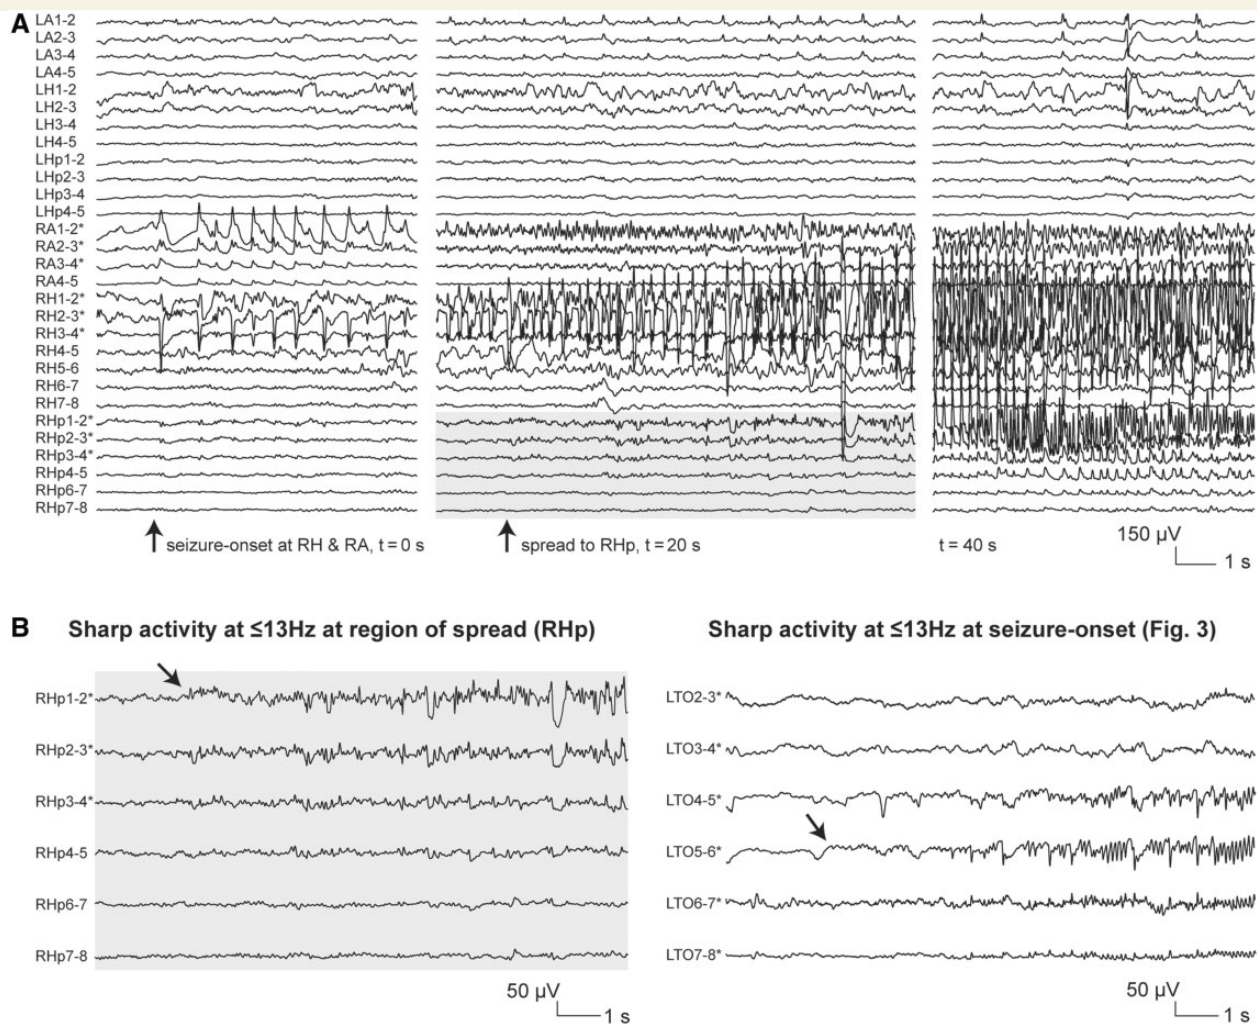 A
LA1-2
LA2-3
LA3-4
LA4-5
LH1-2
LH2-3
LH3-4
LH4-5
LHp1-2
LHp2-3
LHp3-4
LHp4-5
RA1-2*
RA2-3*
RA3-4*
RA4-5
RH1-2*
RH2-3*
RH3-4*
RH4-5
RH5-6
RH6-7
RH7-8
RHp1-2*
RHp2-3*
RHp3-4*
RHp4-5
RHp6-7
RHp7-8
seizure-onset at RH & RA, t = 0 s
spread to RHp, t = 20 s
t = 40 s
150 µV
1 s
B
Sharp activity at ≤13Hz at region of spread (RHp)
RHp1-2*
RHp2-3*
RHp3-4*
RHp4-5
RHp6-7
RHp7-8
50 µV
1 s
Sharp activity at ≤13Hz at seizure-onset (Fig. 3)
LTO2-3*
LTO3-4*
LTO4-5*
LTO5-6*
LTO6-7*
LTO7-8*
50 µV
1 s